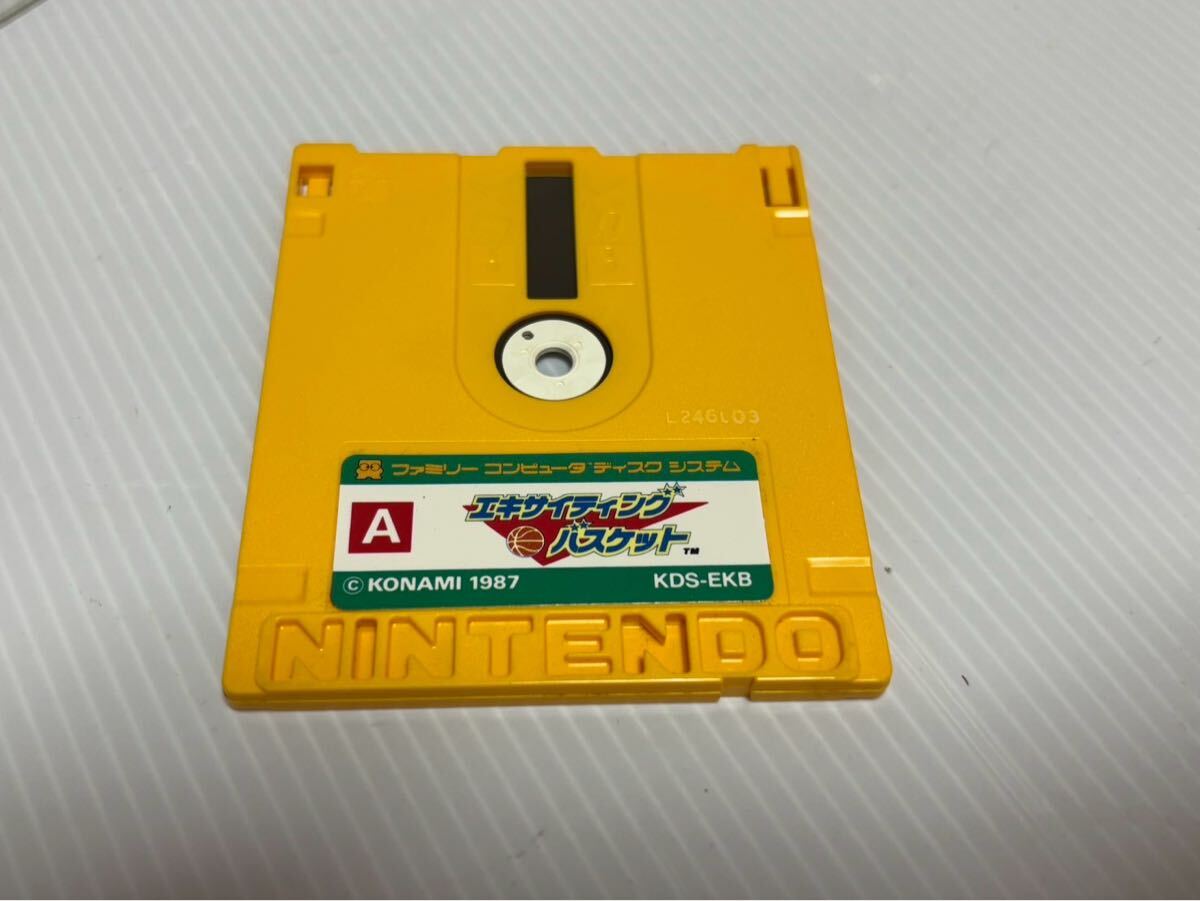 L246L03
ファミリー コンピュータ ディスク システム
A
エキサイティング
バスケット TM
© KONAMI 1987 KDS-EKB
NINTENDO